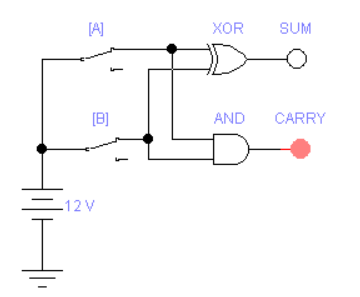 [A] XOR SUM
[B] AND CARRY
12 V